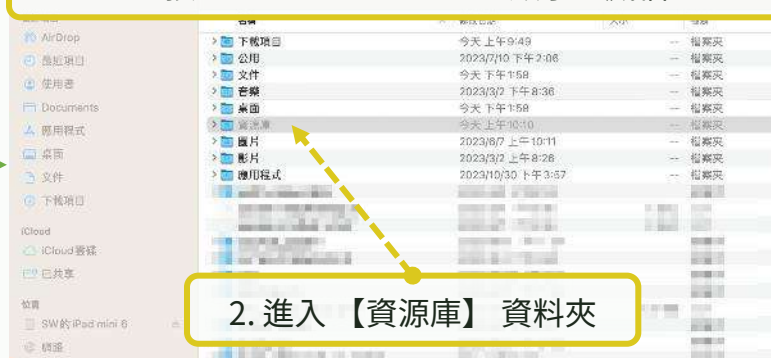 AirDrop
最近項目
使用者
Documents
應用程式
桌面
文件
下載項目
iCloud
iCloud雲碟
已共享
位置
SW的 iPad mini 6
網路
名稱 修改日期 大小 種類
下載項目 今天 上午9:49 -- 檔案夾
公用 2023/7/10 下午2:06 -- 檔案夾
文件 今天 下午1:58 -- 檔案夾
音樂 2023/3/2 下午8:36 -- 檔案夾
桌面 今天 下午1:58 -- 檔案夾
資源庫 今天 上午10:10 -- 檔案夾
圖片 2023/6/7 上午10:11 -- 檔案夾
影片 2023/3/2 上午8:26 -- 檔案夾
應用程式 2023/10/30 下午3:57 -- 檔案夾
2. 進入 【資源庫】 資料夾